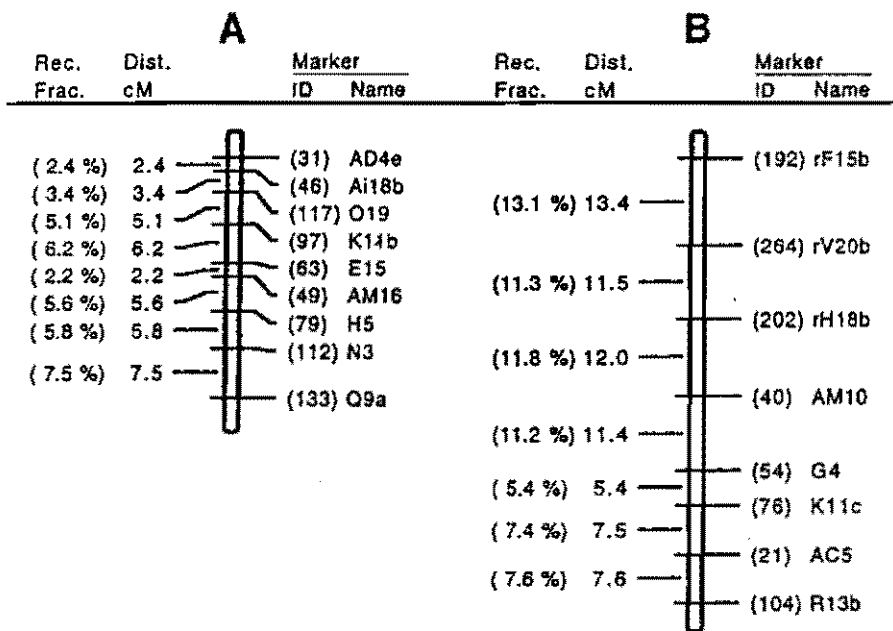 A
Rec. Dist. Marker
Frac. cM ID Name
(31) AD4e
( 2.4 %) 2.4
(46) Ai18b
( 3.4 %) 3.4
(117) O19
( 5.1 %) 5.1
(97) K11b
( 6.2 %) 6.2
(63) E15
( 2.2 %) 2.2
(49) AM16
( 5.6 %) 5.6
(79) H5
( 5.8 %) 5.8
(112) N3
( 7.5 %) 7.5
(133) Q9a
B
Rec. Dist. Marker
Frac. cM ID Name
(192) rF15b
(13.1 %) 13.4
(264) rV20b
(11.3 %) 11.5
(202) rH18b
(11.8 %) 12.0
(40) AM10
(11.2 %) 11.4
(54) G4
( 5.4 %) 5.4
(76) K11c
( 7.4 %) 7.5
(21) AC5
( 7.6 %) 7.6
(104) R13b